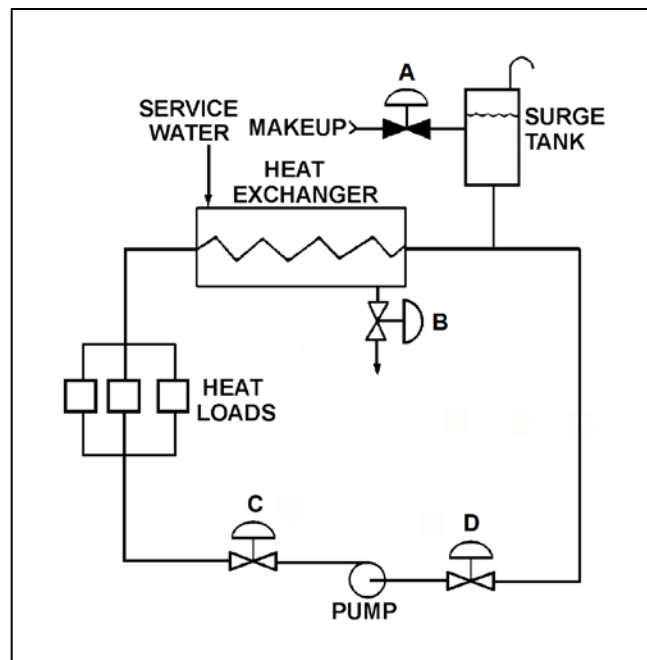 A
SERVICE
WATER
MAKEUP
SURGE
TANK
HEAT
EXCHANGER
B
HEAT
LOADS
C
D
PUMP